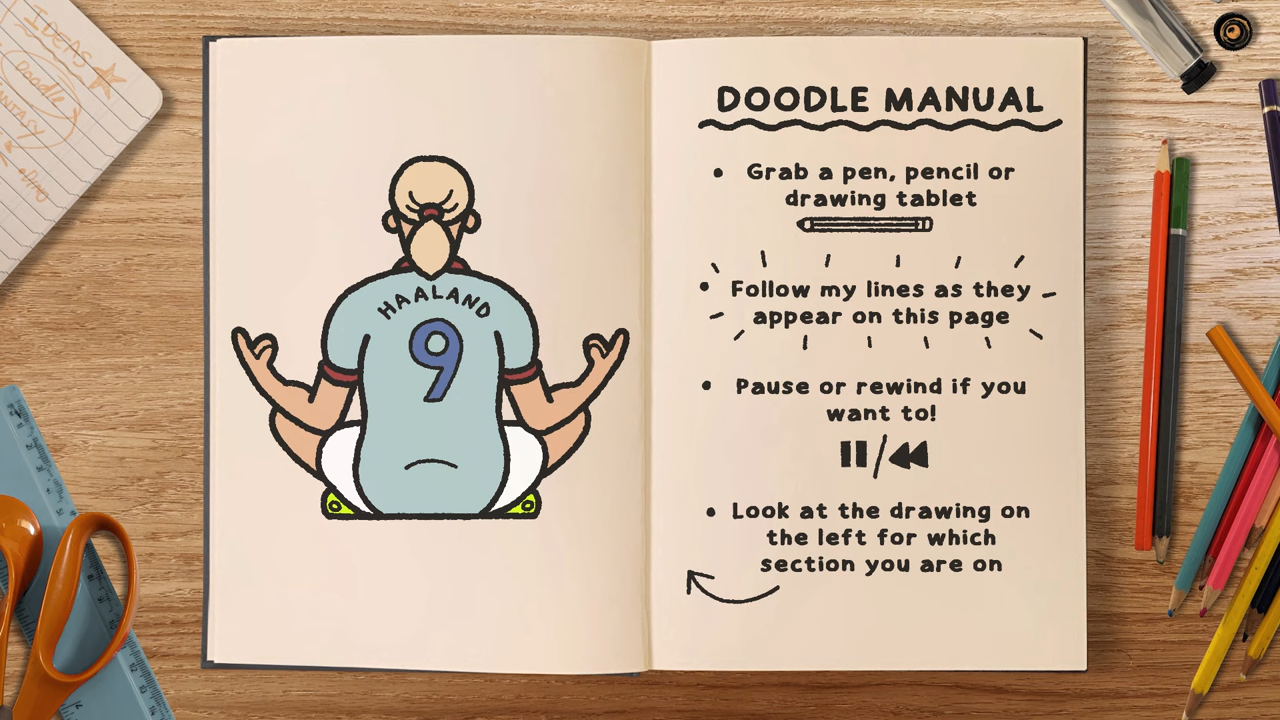 IDEAS
Doodle
HAALAND
9
DOODLE MANUAL
• Grab a pen, pencil or
drawing tablet
• Follow my lines as they
appear on this page
• Pause or rewind if you
want to!
• Look at the drawing on
the left for which
section you are on